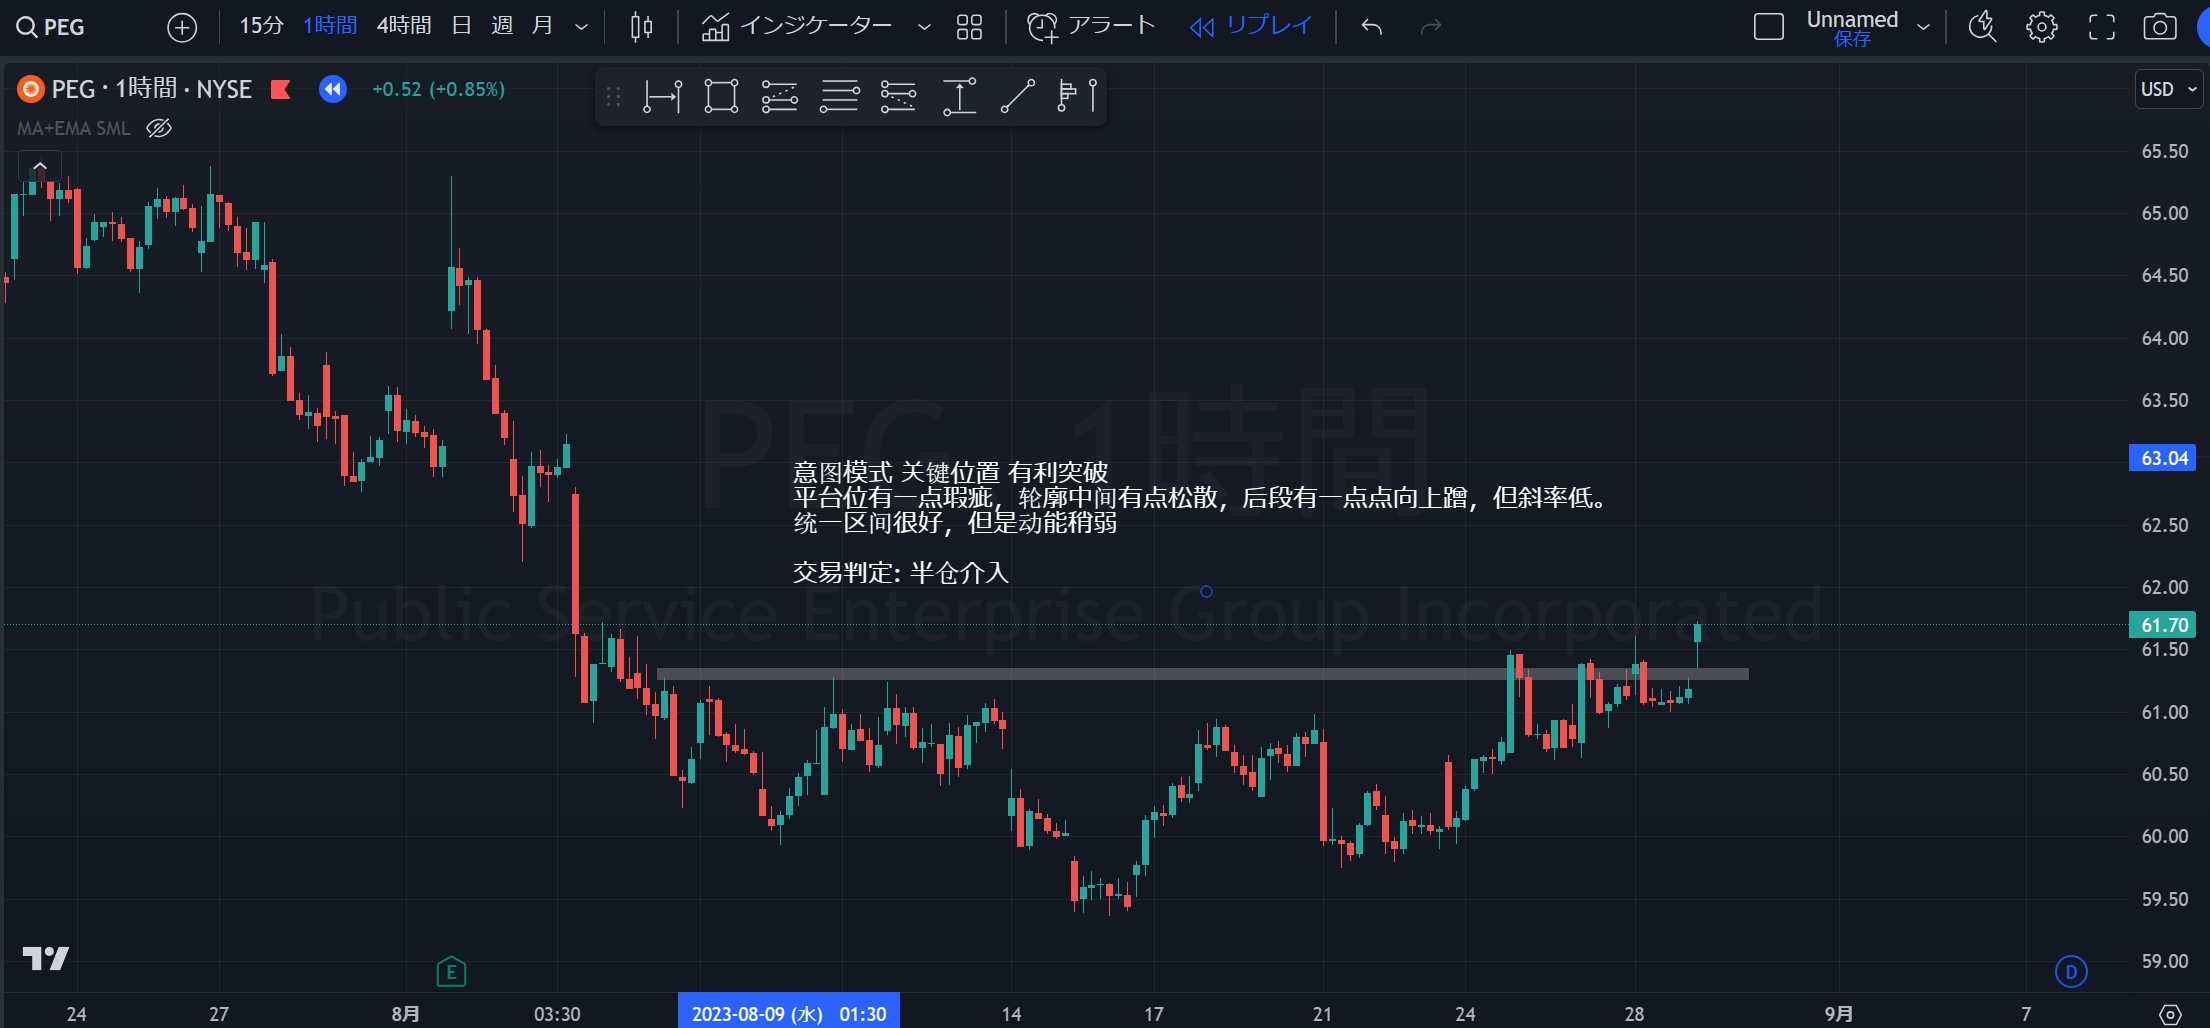 PEG
15分 1時間 4時間 日 週 月 インジケーター アラート リプレイ
Unnamed
保存
PEG · 1時間 · NYSE +0.52 (+0.85%)
USD
MA+EMA SML
65.50
65.00
64.50
64.00
63.50
63.04
62.50
62.00
61.70
61.50
61.00
60.50
60.00
59.50
59.00
PEG, 1時間
Public Service Enterprise Group Incorporated
意图模式 关键位置 有利突破
平台位有一点瑕疵，轮廓中间有点松散，后段有一点点向上蹭，但斜率低。
统一区间很好，但是动能稍弱
交易判定: 半仓介入
E
D
24 27 8月 03:30 2023-08-09 (水) 01:30 14 17 21 24 28 9月 7